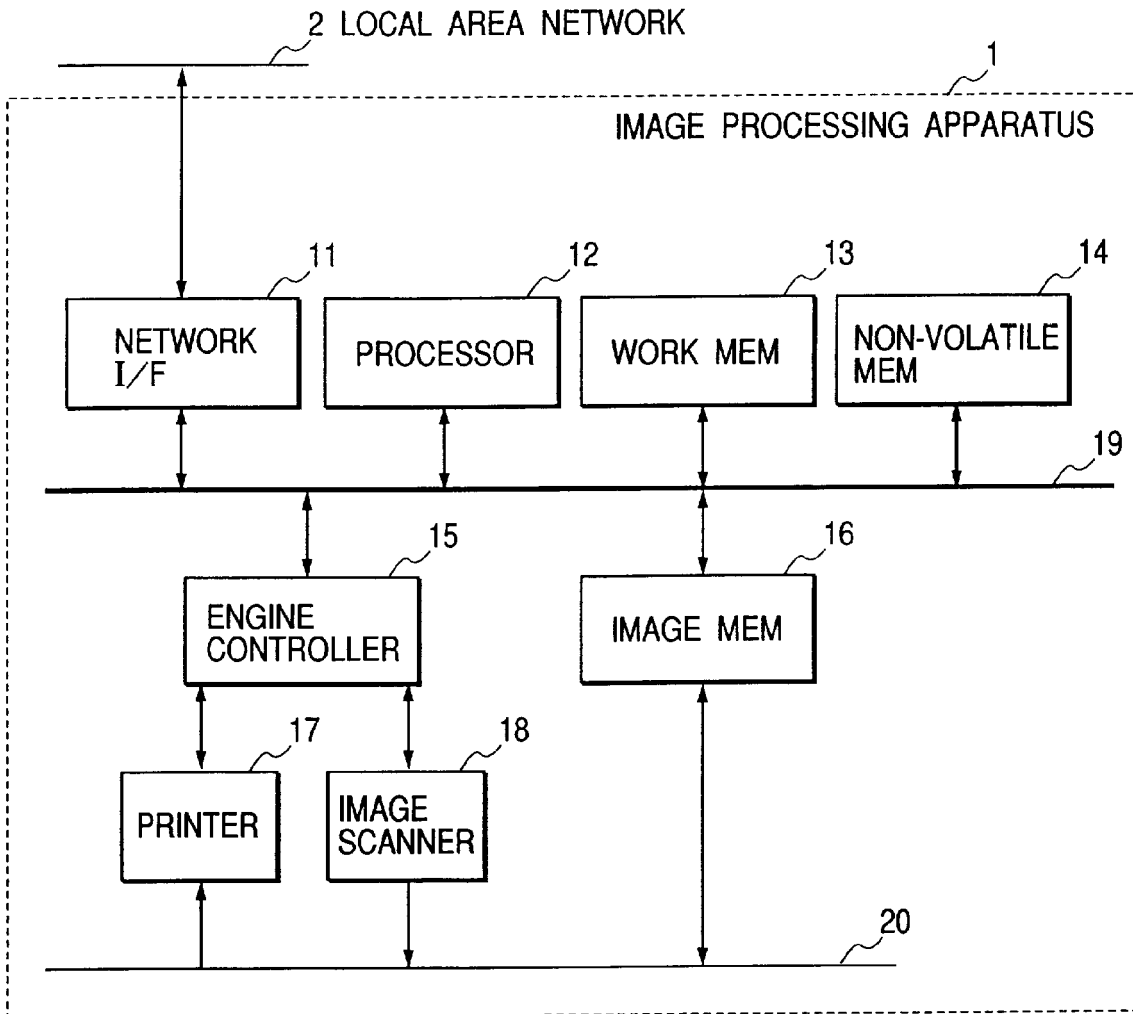 2 LOCAL AREA NETWORK
1
IMAGE PROCESSING APPARATUS
11
NETWORK
I/F
12
PROCESSOR
13
WORK MEM
14
NON-VOLATILE
MEM
19
15
ENGINE
CONTROLLER
16
IMAGE MEM
17
PRINTER
18
IMAGE
SCANNER
20